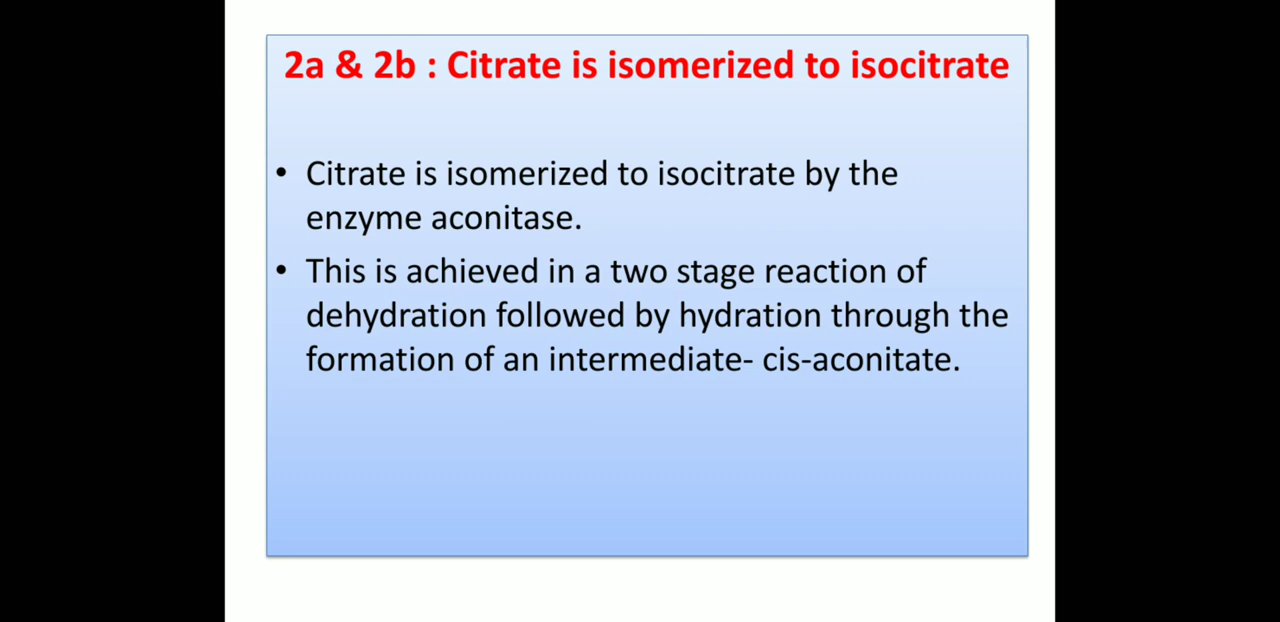 2a & 2b : Citrate is isomerized to isocitrate
• Citrate is isomerized to isocitrate by the
enzyme aconitase.
• This is achieved in a two stage reaction of
dehydration followed by hydration through the
formation of an intermediate- cis-aconitate.